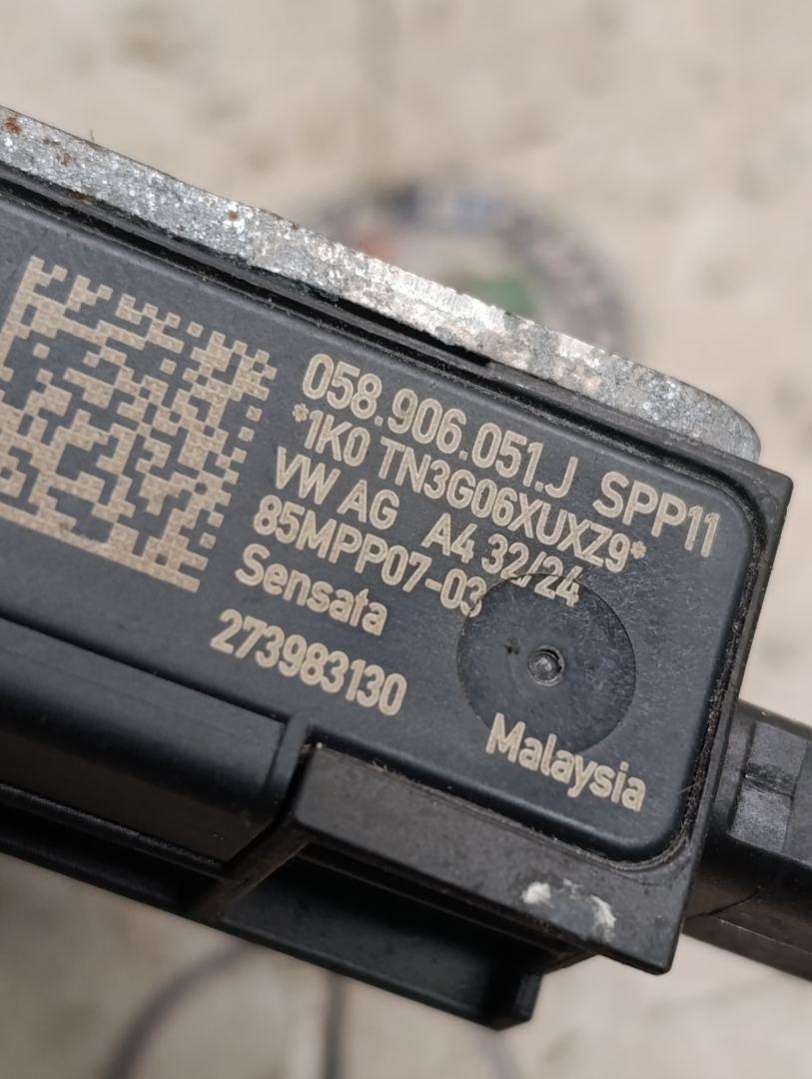 058.906.051.J SPP11
*1K0 TN3G06XUXZ9*
VW AG A4 32/24
85MPP07-03
Sensata
273983130
Malaysia